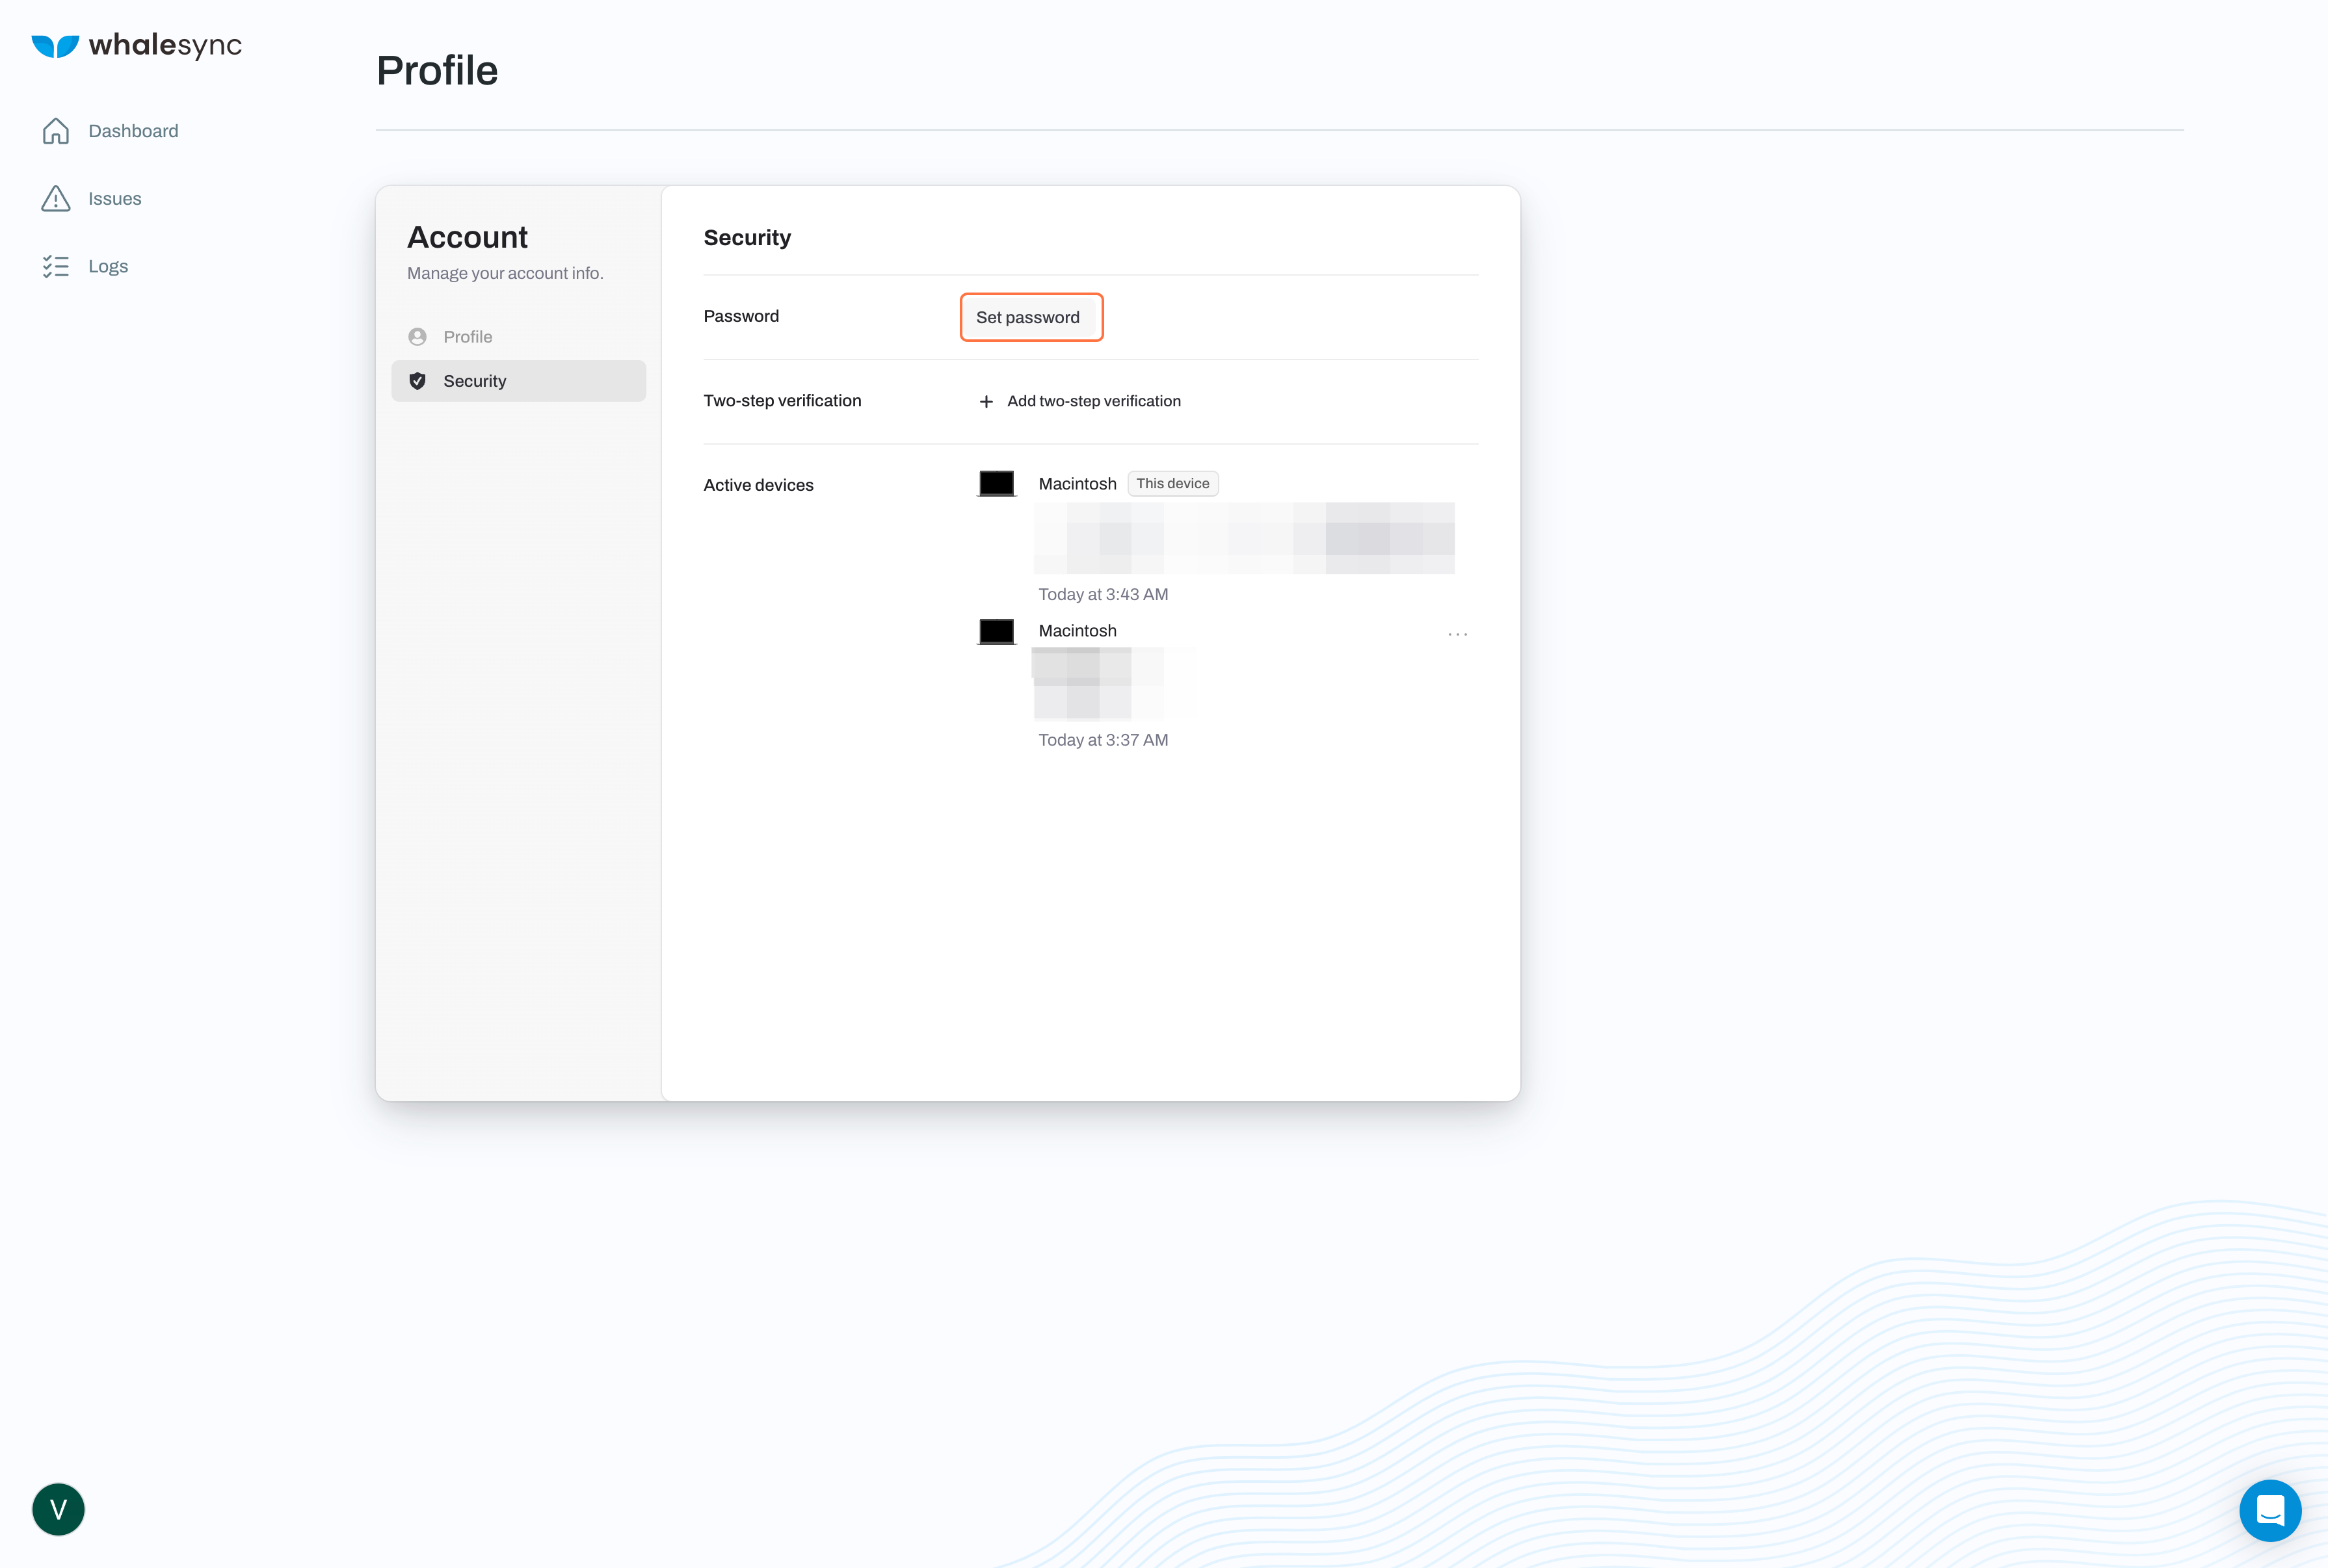 whalesync
Profile
Dashboard
Issues
Logs
Account
Manage your account info.
Profile
Security
Security
Password
Set password
Two-step verification
+ Add two-step verification
Active devices
Macintosh This device
Today at 3:43 AM
Macintosh
...
Today at 3:37 AM
V